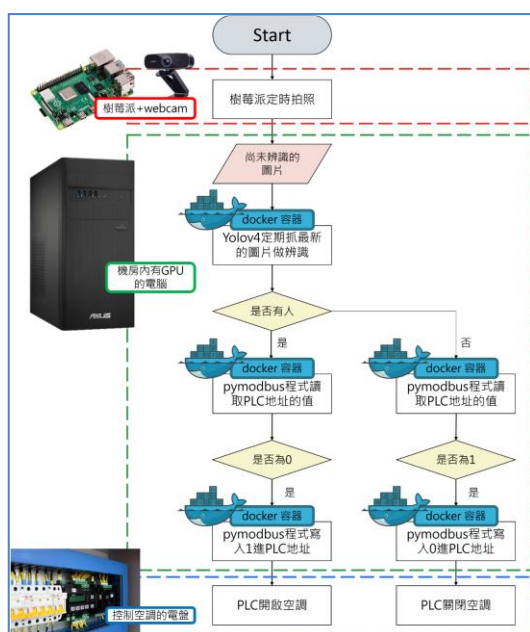 Start
樹莓派+webcam
樹莓派定時拍照
尚未辨識的
圖片
docker 容器
Yolov4定期抓最新
的圖片做辨識
機房內有GPU
的電腦
ASUS
是否有人
是
否
docker 容器
docker 容器
pymodbus程式讀
取PLC地址的值
pymodbus程式讀
取PLC地址的值
是否為0
是否為1
是
是
docker 容器
docker 容器
pymodbus程式寫
入1進PLC地址
pymodbus程式寫
入0進PLC地址
控制空調的電盤
PLC開啟空調
PLC關閉空調